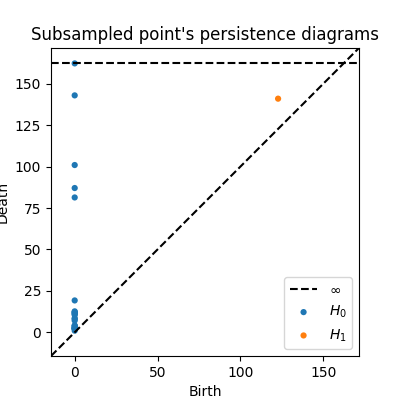 Subsampled point's persistence diagrams
150
125
100
75
50
25
0
Death
0 50 100 150
Birth
∞
H₀
H₁